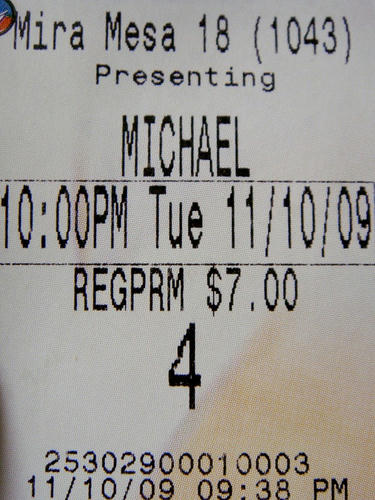 Mira Mesa 18 (1043)
Presenting
MICHAEL
10:00PM Tue 11/10/09
REGPRM $7.00
4
25302900010003
11/10/09 09:38 PM